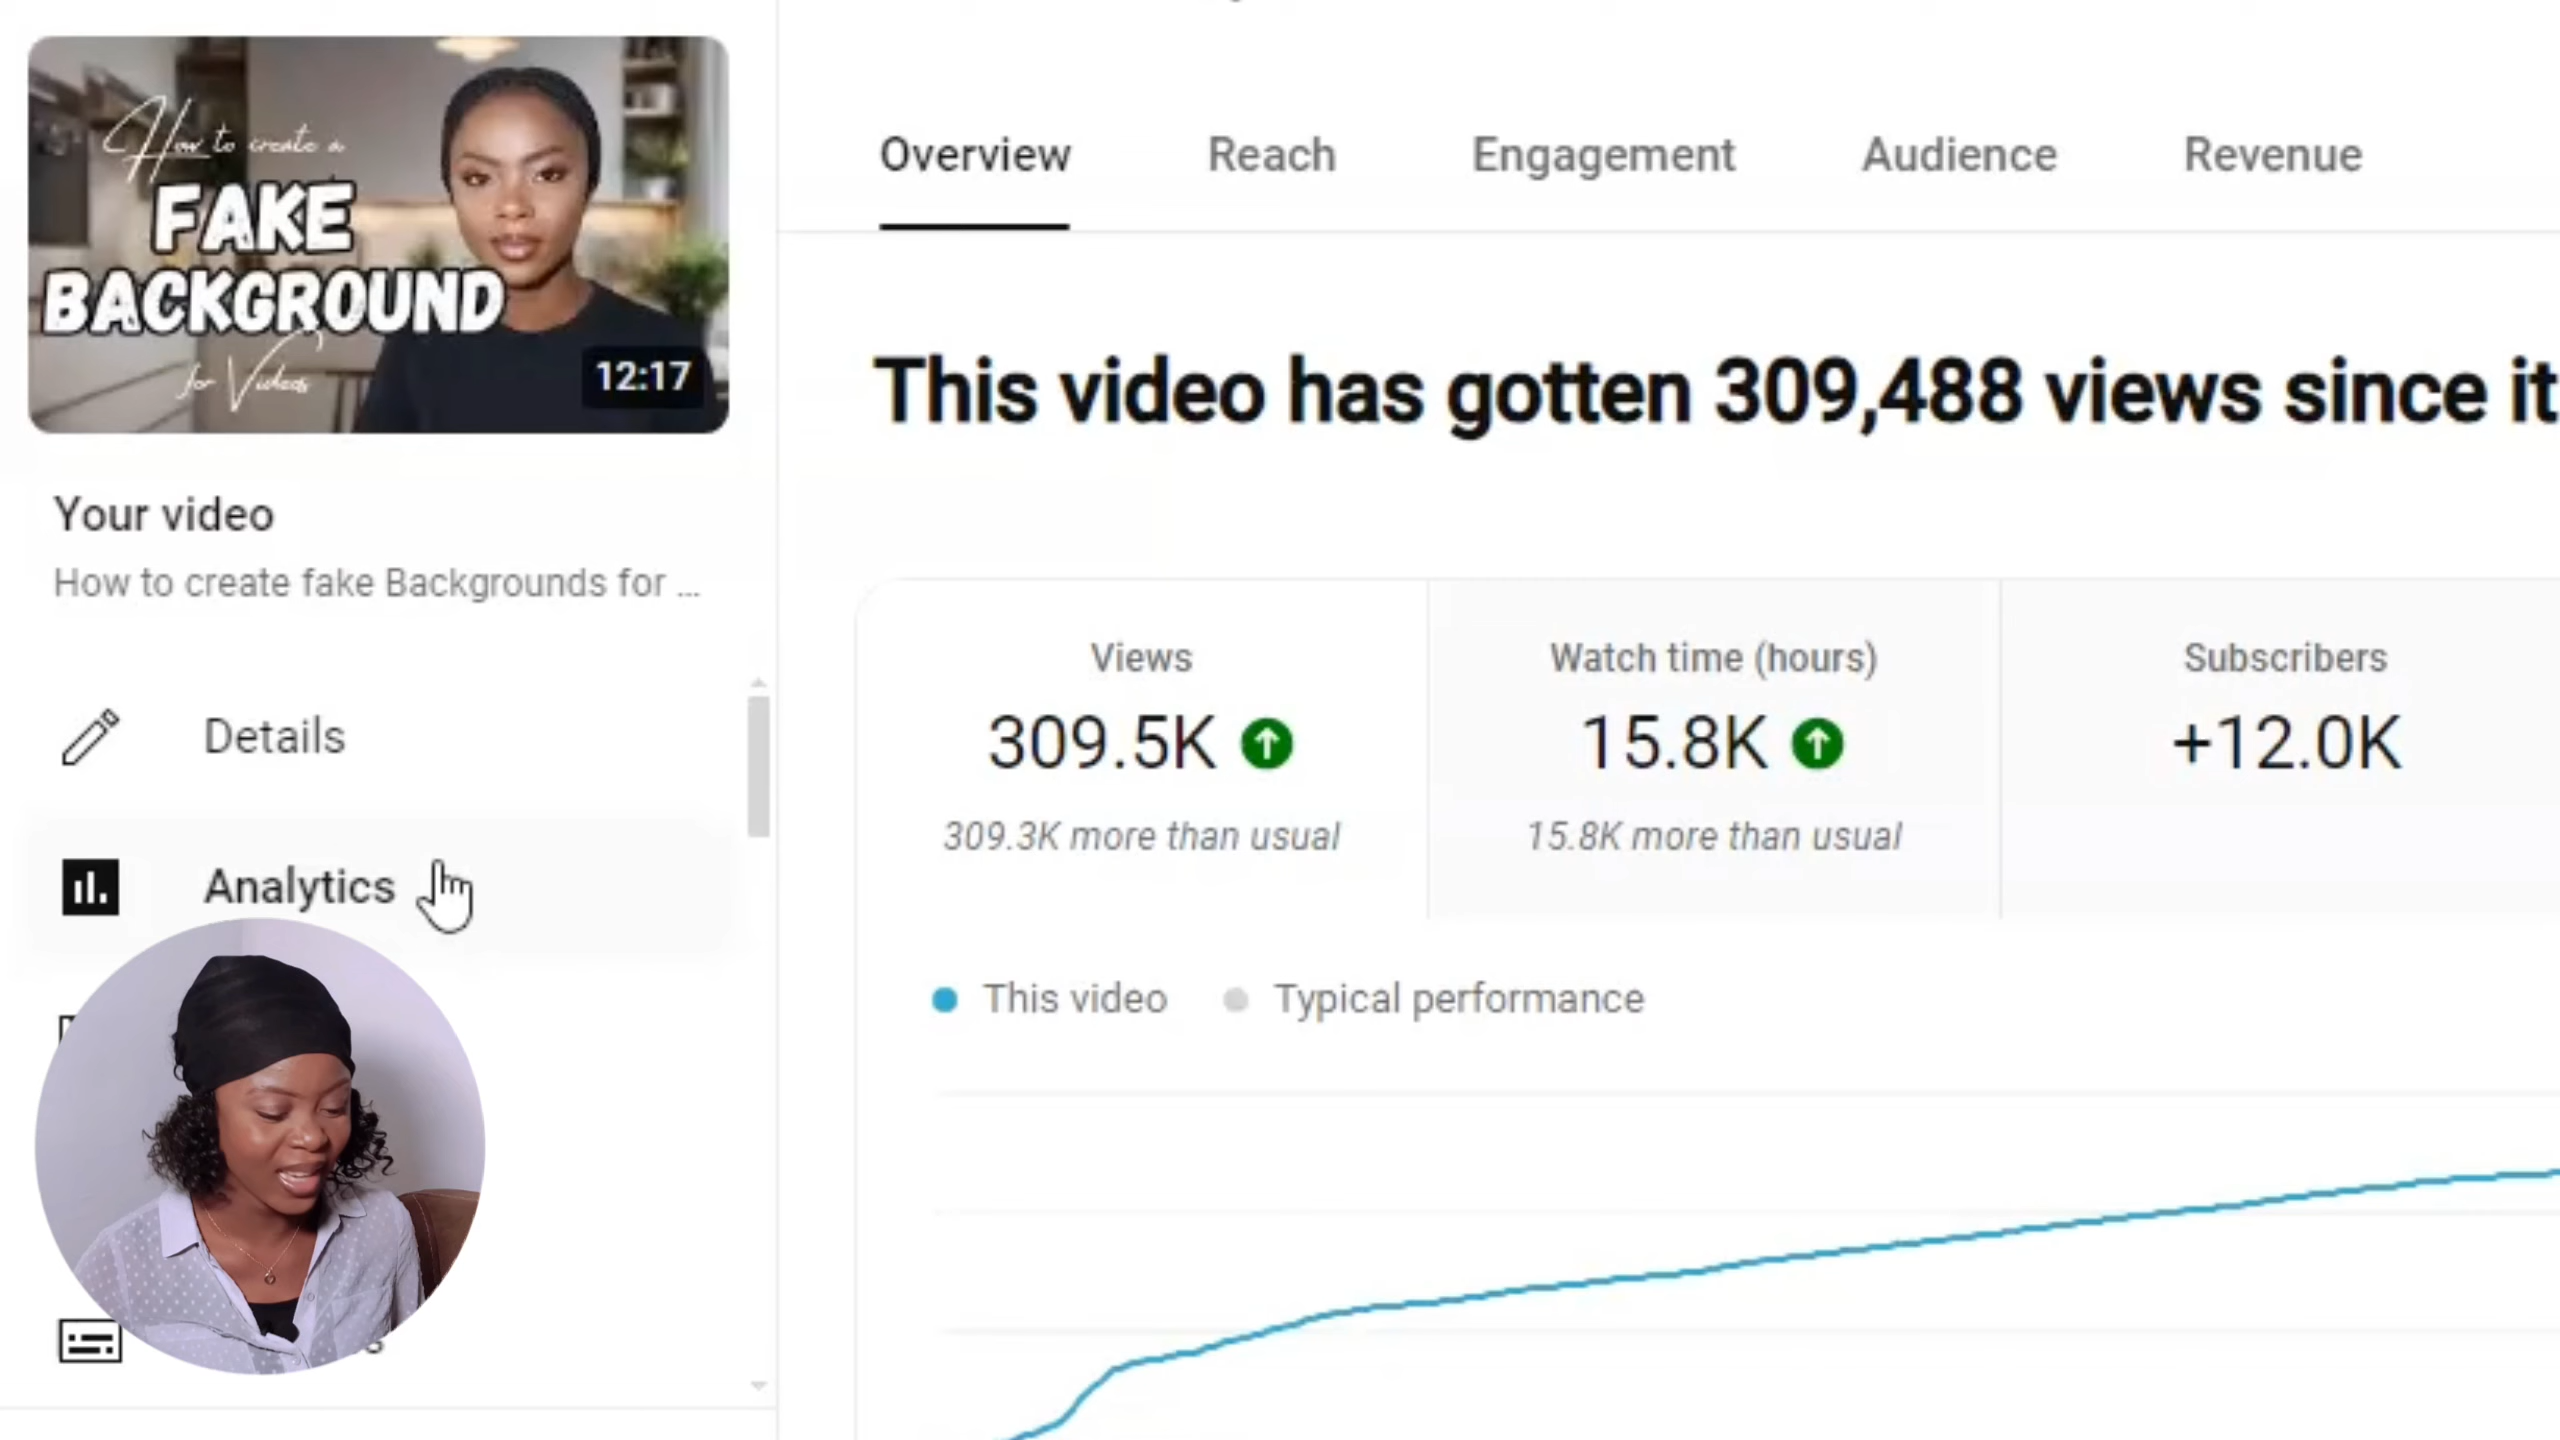 How to create a
FAKE
BACKGROUND
for Videos
12:17
Your video
How to create fake Backgrounds for ...
Details
Analytics
Overview
Reach
Engagement
Audience
Revenue
This video has gotten 309,488 views since it
Views
309.5K
309.3K more than usual
Watch time (hours)
15.8K
15.8K more than usual
Subscribers
+12.0K
This video
Typical performance